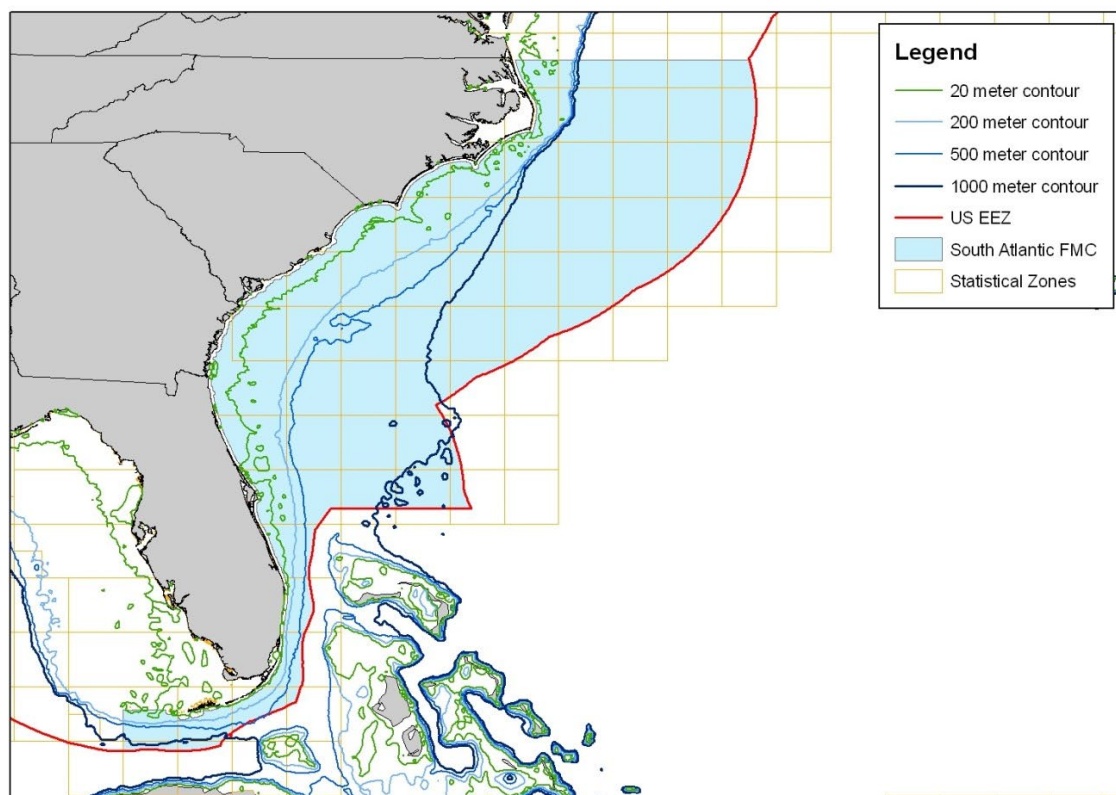 Legend
20 meter contour
200 meter contour
500 meter contour
1000 meter contour
US EEZ
South Atlantic FMC
Statistical Zones